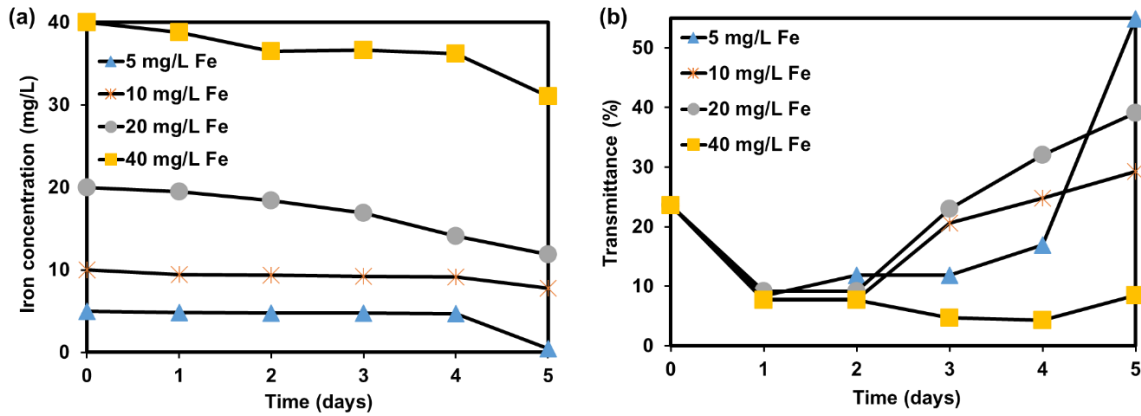 (a)
Iron concentration (mg/L)
40
30
20
10
0
5 mg/L Fe
10 mg/L Fe
20 mg/L Fe
40 mg/L Fe
0 1 2 3 4 5
Time (days)
(b)
Transmittance (%)
50
40
30
20
10
0
5 mg/L Fe
10 mg/L Fe
20 mg/L Fe
40 mg/L Fe
0 1 2 3 4 5
Time (days)